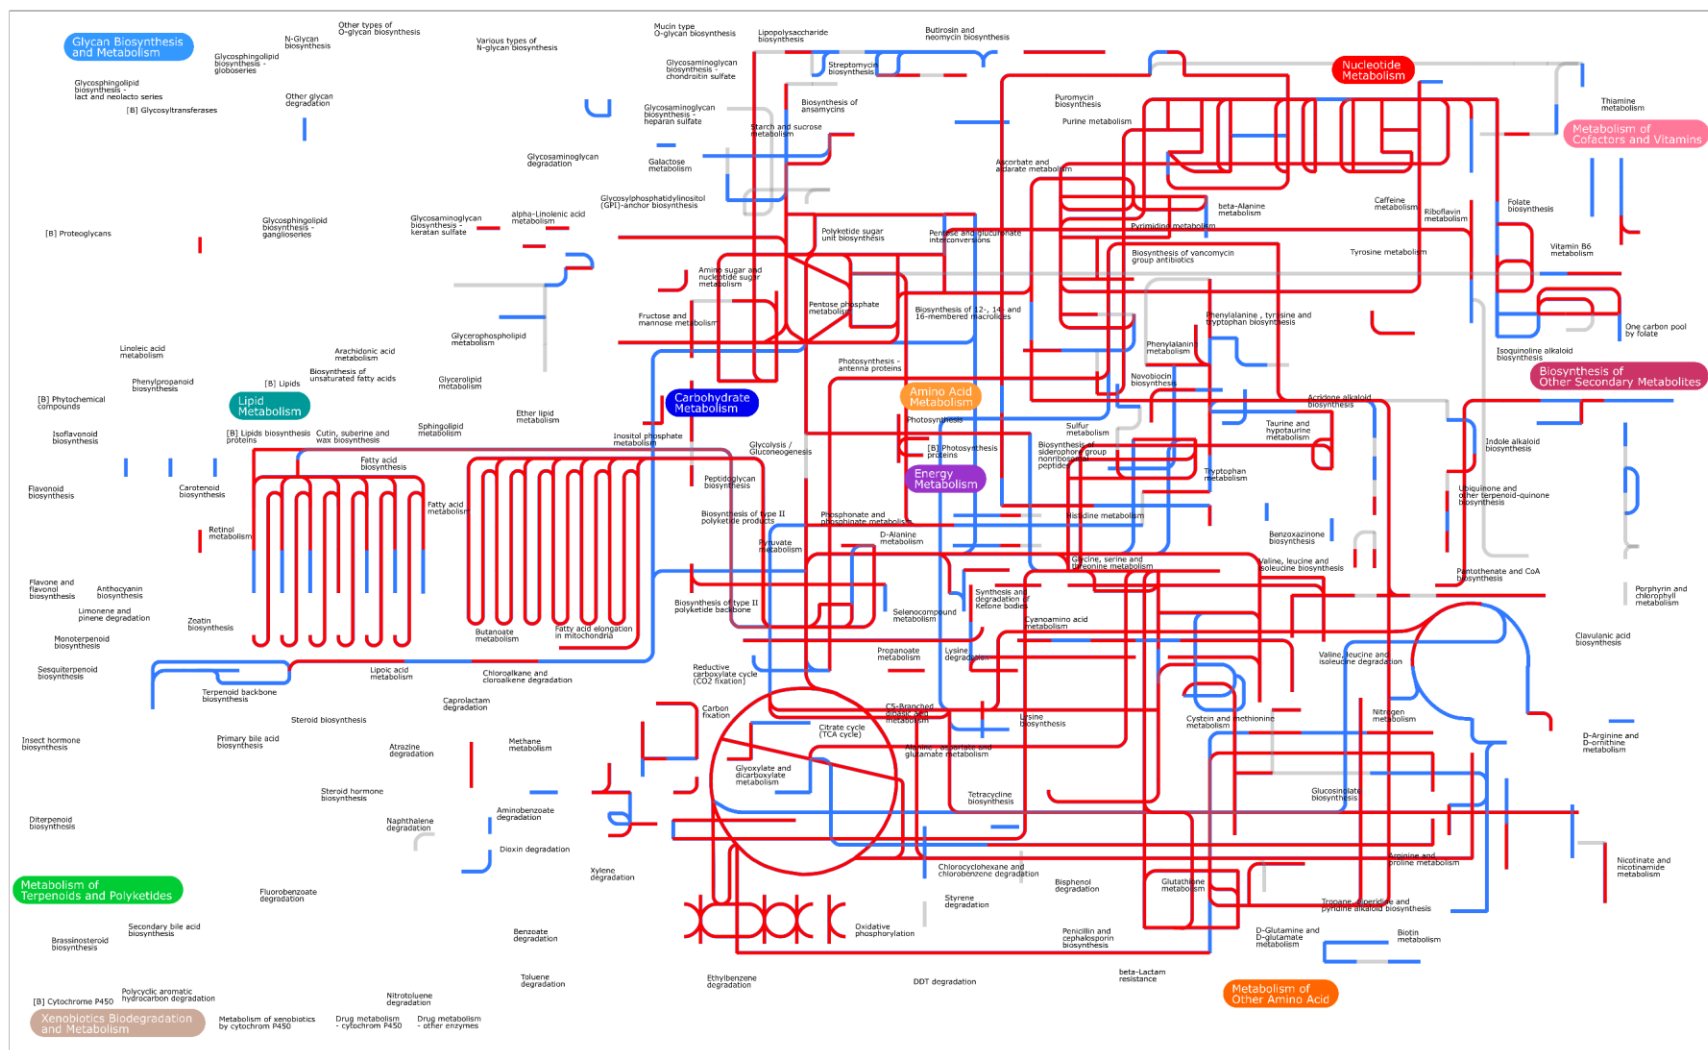 Glycan Biosynthesis
and Metabolism
Other types of
O-glycan biosynthesis
N-Glycan
biosynthesis
Various types of
N-glycan biosynthesis
Mucin type
O-glycan biosynthesis
Lipopolysaccharide
biosynthesis
Butirosin and
neomycin biosynthesis
Glycosphingolipid
biosynthesis -
globoseries
Glycosaminoglycan
biosynthesis -
chondroitin sulfate
Streptomycin
biosynthesis
Nucleotide
Metabolism
Glycosphingolipid
biosynthesis -
lact and neolacto series
[B] Glycosyltransferases
Other glycan
degradation
Glycosaminoglycan
biosynthesis -
heparan sulfate
Biosynthesis of
ansamycins
Puromycin
biosynthesis
Thiamine
metabolism
Starch and sucrose
metabolism
Purine metabolism
Metabolism of
Cofactors and Vitamins
Glycosaminoglycan
degradation
Galactose
metabolism
Ascorbate and
aldarate metabolism
Glycosylphosphatidylinositol
(GPI)-anchor biosynthesis
beta-Alanine
metabolism
Caffeine
metabolism
Riboflavin
metabolism
Folate
biosynthesis
[B] Proteoglycans
Glycosphingolipid
biosynthesis -
ganglioseries
Glycosaminoglycan
biosynthesis -
keratan sulfate
alpha-Linolenic acid
metabolism
Polyketide sugar
unit biosynthesis
Pentose and glucuronate
interconversions
Pyrimidine metabolism
Biosynthesis of vancomycin
group antibiotics
Tyrosine metabolism
Vitamin B6
metabolism
Amino sugar and
nucleotide sugar
metabolism
Fructose and
mannose metabolism
Pentose phosphate
metabolism
Biosynthesis of 12-, 14- and
16-membered macrolides
Phenylalanine , tyrosine and
tryptophan biosynthesis
One carbon pool
by folate
Glycerophospholipid
metabolism
Linoleic acid
metabolism
Arachidonic acid
metabolism
Phenylalanine
metabolism
Isoquinoline alkaloid
biosynthesis
Phenylpropanoid
biosynthesis
[B] Lipids
Biosynthesis of
unsaturated fatty acids
Glycerolipid
metabolism
Photosynthesis -
antenna proteins
Novobiocin
biosynthesis
Biosynthesis of
Other Secondary Metabolites
[B] Phytochemical
compounds
Lipid
Metabolism
Carbohydrate
Metabolism
Amino Acid
Metabolism
Acridone alkaloid
biosynthesis
Ether lipid
metabolism
Photosynthesis
Isoflavonoid
biosynthesis
[B] Lipids biosynthesis
proteins
Cutin, suberine and
wax biosynthesis
Sphingolipid
metabolism
Inositol phosphate
metabolism
Glycolysis /
Gluconeogenesis
[B] Photosynthesis
proteins
Sulfur
metabolism
Biosynthesis of
siderophore group
nonribosomal
peptides
Taurine and
hypotaurine
metabolism
Indole alkaloid
biosynthesis
Fatty acid
biosynthesis
Energy
Metabolism
Tryptophan
metabolism
Flavonoid
biosynthesis
Carotenoid
biosynthesis
Fatty acid
metabolism
Peptidoglycan
biosynthesis
Ubiquinone and
other terpenoid-quinone
biosynthesis
Biosynthesis of type II
polyketide products
Phosphonate and
phosphinate metabolism
Histidine metabolism
Retinol
metabolism
Pyruvate
metabolism
D-Alanine
metabolism
Benzoxazinone
biosynthesis
Glycine, serine and
threonine metabolism
Valine, leucine and
isoleucine biosynthesis
Pantothenate and CoA
biosynthesis
Flavone and
flavonol
biosynthesis
Anthocyanin
biosynthesis
Limonene and
pinene degradation
Biosynthesis of type II
polyketide backbone
Selenocompound
metabolism
Synthesis and
degradation of
Ketone bodies
Porphyrin and
chlorophyll
metabolism
Zeatin
biosynthesis
Butanoate
metabolism
Fatty acid elongation
in mitochondria
Cyanoamino acid
metabolism
Monoterpenoid
biosynthesis
Clavulanic acid
biosynthesis
Propanoate
metabolism
Lysine
degradation
Valine, leucine and
isoleucine degradation
Sesquiterpenoid
biosynthesis
Lipoic acid
metabolism
Chloroalkane and
cloroalkene degradation
Reductive
carboxylate cycle
(CO2 fixation)
Terpenoid backbone
biosynthesis
Caprolactam
degradation
Carbon
fixation
C5-Branched
dibasic acid
metabolism
Lysine
biosynthesis
Cystein and methionine
metabolism
Nitrogen
metabolism
Steroid biosynthesis
Citrate cycle
(TCA cycle)
Insect hormone
biosynthesis
Primary bile acid
biosynthesis
Atrazine
degradation
Methane
metabolism
Alanine , aspartate and
glutamate metabolism
D-Arginine and
D-ornithine
metabolism
Glyoxylate and
dicarboxylate
metabolism
Steroid hormone
biosynthesis
Tetracycline
biosynthesis
Glucosinolate
biosynthesis
Diterpenoid
biosynthesis
Naphthalene
degradation
Aminobenzoate
degradation
Dioxin degradation
Arginine and
proline metabolism
Nicotinate and
nicotinamide
metabolism
Xylene
degradation
Chlorocyclohexane and
chlorobenzene degradation
Bisphenol
degradation
Glutathione
metabolism
Metabolism of
Terpenoids and Polyketides
Fluorobenzoate
degradation
Styrene
degradation
Tropane, piperidine and
pyridine alkaloid biosynthesis
Brassinosteroid
biosynthesis
Secondary bile acid
biosynthesis
Benzoate
degradation
Oxidative
phosphorylation
Penicillin and
cephalosporin
biosynthesis
D-Glutamine and
D-glutamate
metabolism
Biotin
metabolism
Toluene
degradation
Ethylbenzene
degradation
DDT degradation
beta-Lactam
resistance
[B] Cytochrome P450
Polycyclic aromatic
hydrocarbon degradation
Nitrotoluene
degradation
Metabolism of
Other Amino Acid
Xenobiotics Biodegradation
and Metabolism
Metabolism of xenobiotics
by cytochrom P450
Drug metabolism
- cytochrom P450
Drug metabolism
- other enzymes